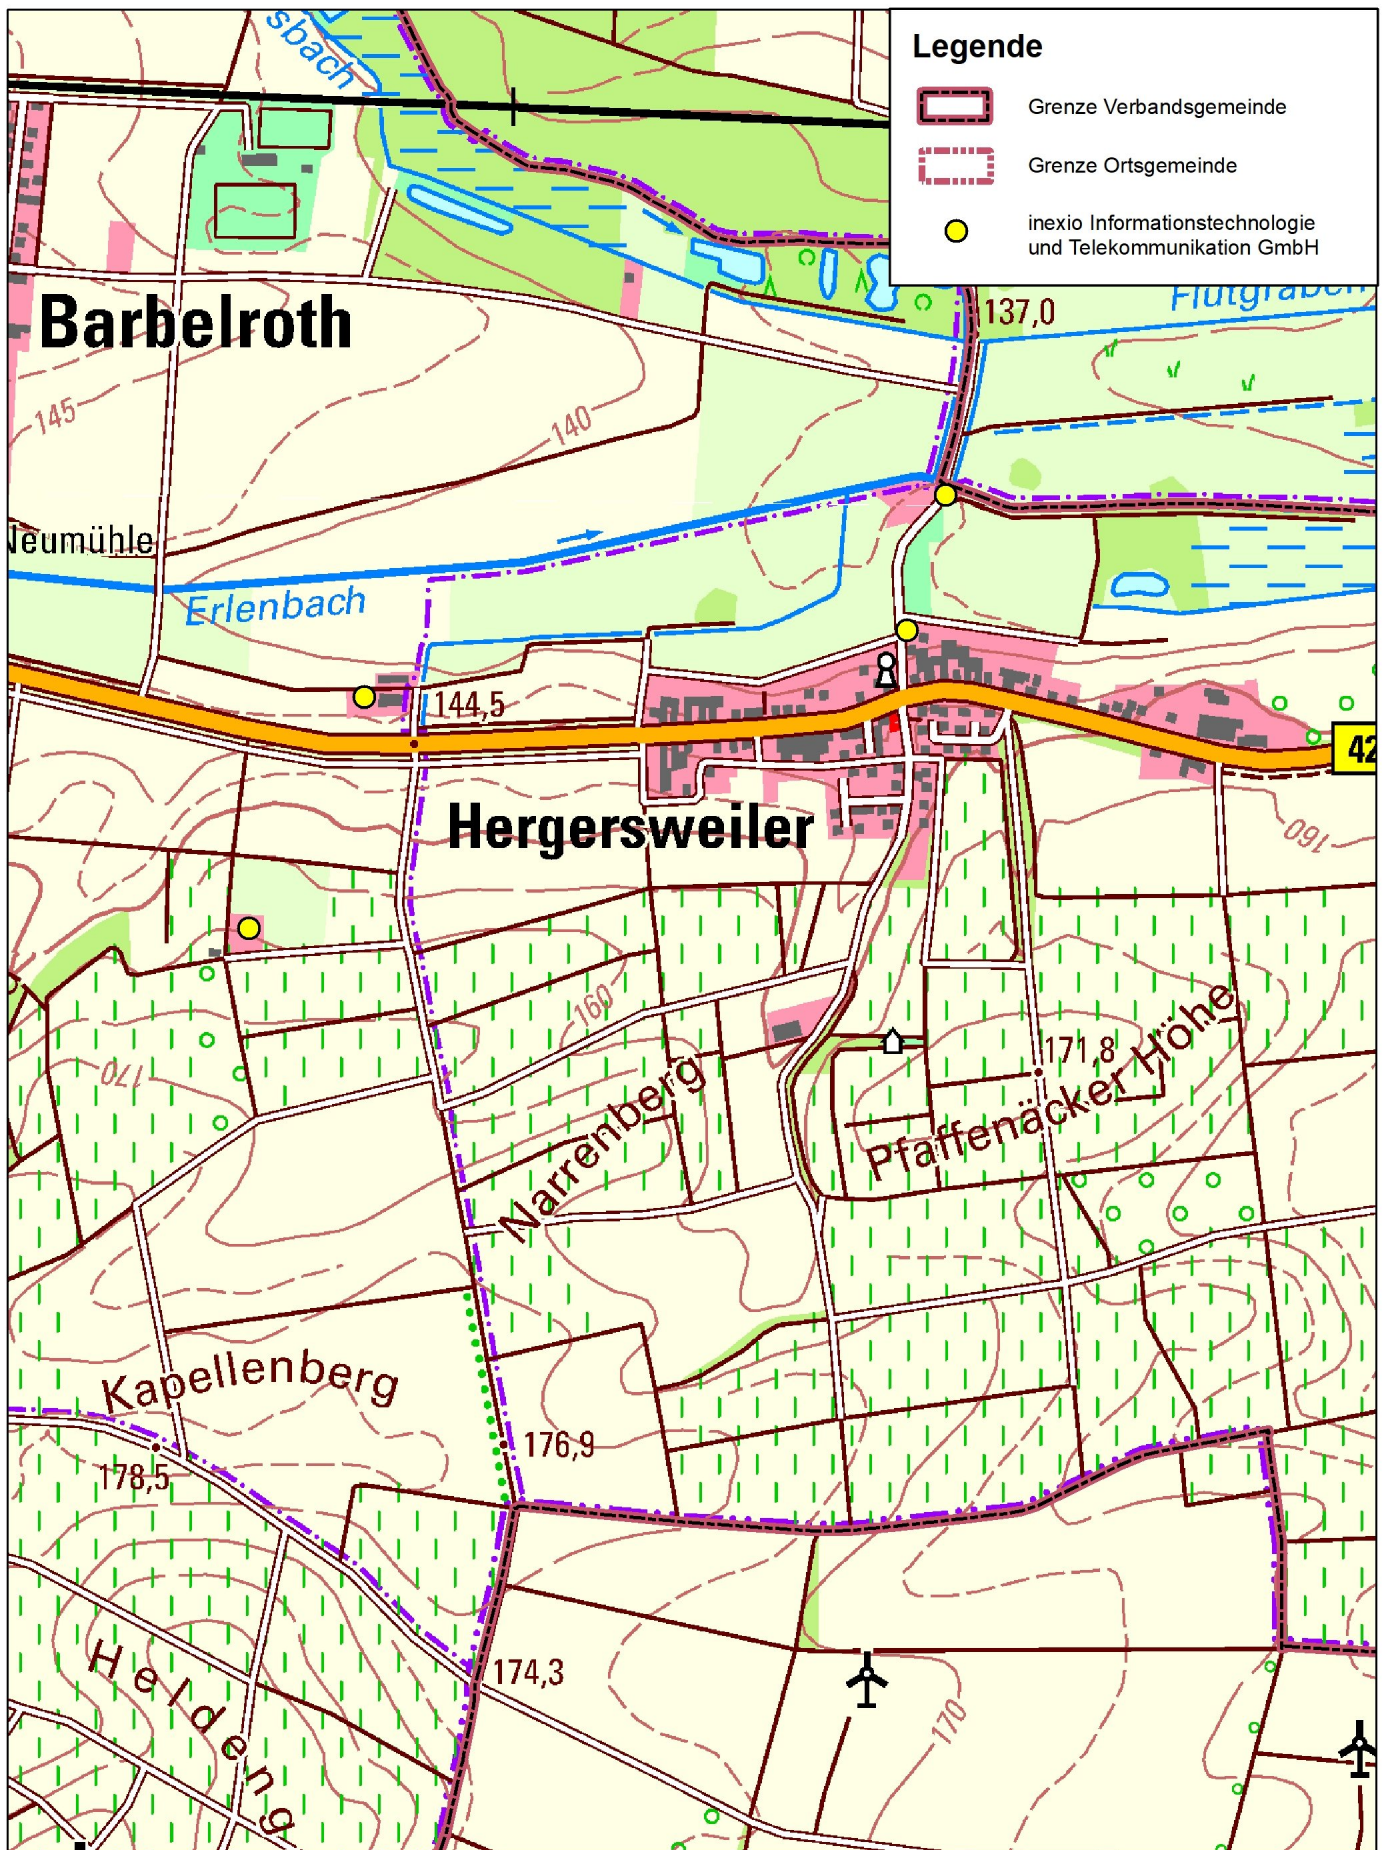 Legende
Grenze Verbandsgemeinde
Grenze Ortsgemeinde
inexio Informationstechnologie
und Telekommunikation GmbH
sbach
Flutgraben
137,0
Barbelroth
145
140
Neumühle
Erlenbach
144,5
42
Hergersweiler
160
160
170
171,8
Narrenberg
Pfaffenäcker Höhe
Kapellenberg
176,9
178,5
174,3
170
Heldeng